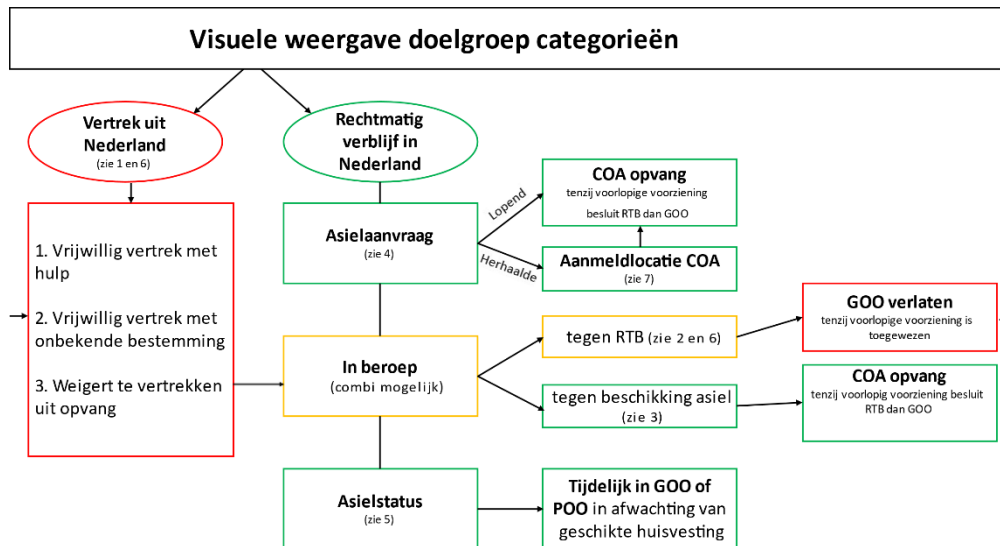 Visuele weergave doelgroep categorieën
Vertrek uit
Nederland
(zie 1 en 6)
Rechtmatig
verblijf in
Nederland
1. Vrijwillig vertrek met
hulp
2. Vrijwillig vertrek met
onbekende bestemming
3. Weigert te vertrekken
uit opvang
Asielaanvraag
(zie 4)
Lopend
Herhaalde
COA opvang
tenzij voorlopige voorziening
besluit RTB dan GOO
Aanmeldlocatie COA
(zie 7)
In beroep
(combi mogelijk)
tegen RTB (zie 2 en 6)
GOO verlaten
tenzij voorlopige voorziening is
toegewezen
tegen beschikking asiel
(zie 3)
COA opvang
tenzij voorlopig voorziening besluit
RTB dan GOO
Asielstatus
(zie 5)
Tijdelijk in GOO of
POO in afwachting van
geschikte huisvesting